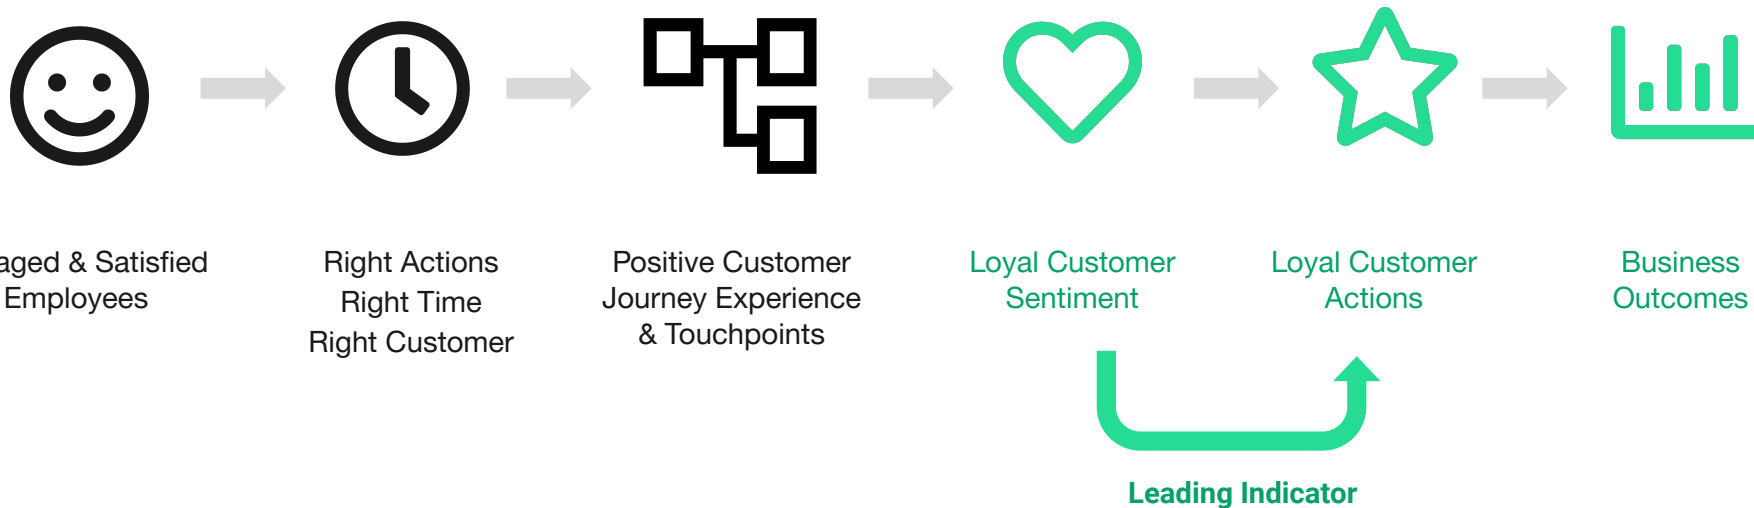 & Satisfied
Employees
Right Actions
Right Time
Right Customer
Positive Customer
Journey Experience
& Touchpoints
Loyal Customer
Sentiment
Loyal Customer
Actions
Business
Outcomes
Leading Indicator